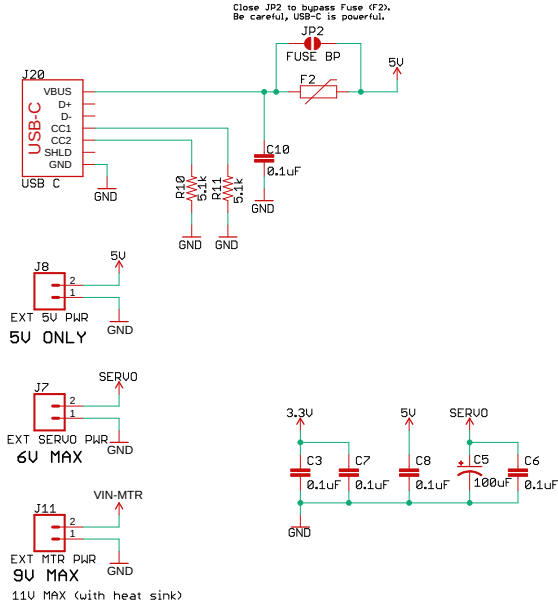 Close JP2 to bypass Fuse (F2).
Be careful, USB-C is powerful.
JP2
FUSE BP
5V
J20
F2
USB-C
VBUS
D+
D-
CC1
CC2
SHLD
GND
USB C
GND
C10
0.1uF
GND
R10
5.1k
R11
5.1k
GND
GND
5V
J8
2
1
EXT 5V PWR
GND
5V ONLY
SERVO
J7
2
1
EXT SERVO PWR
GND
6V MAX
VIN-MTR
J11
2
1
EXT MTR PWR
GND
9V MAX
11V MAX (with heat sink)
3.3V
5V
SERVO
C3
0.1uF
C7
0.1uF
C8
0.1uF
+
C5
100uF
C6
0.1uF
GND